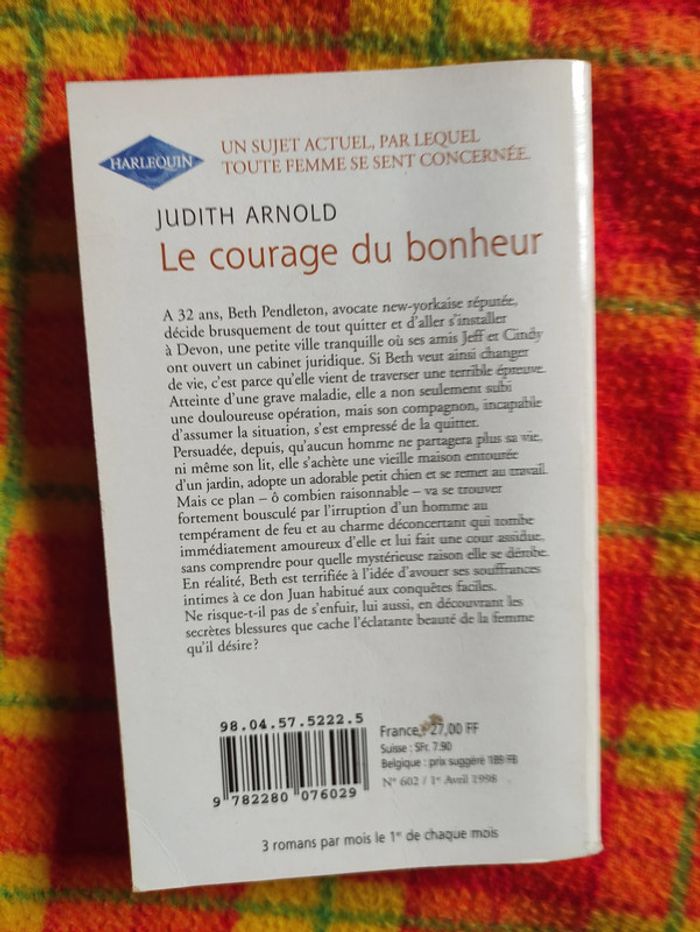 HARLEQUIN
UN SUJET ACTUEL, PAR LEQUEL
TOUTE FEMME SE SENT CONCERNÉE.
JUDITH ARNOLD
Le courage du bonheur
A 32 ans, Beth Pendleton, avocate new-yorkaise réputée,
décide brusquement de tout quitter et d'aller s'installer
à Devon, une petite ville tranquille où ses amis Jeff et Cindy
ont ouvert un cabinet juridique. Si Beth veut ainsi changer
de vie, c'est parce qu'elle vient de traverser une terrible épreuve.
Atteinte d'une grave maladie, elle a non seulement subi
une douloureuse opération, mais son compagnon, incapable
d'assumer la situation, s'est empressé de la quitter.
Persuadée, depuis, qu'aucun homme ne partagera plus sa vie,
ni même son lit, elle s'achète une vieille maison entourée
d'un jardin, adopte un adorable petit chien et se remet au travail.
Mais ce plan – ô combien raisonnable – va se trouver
fortement bousculé par l'irruption d'un homme au
tempérament de feu et au charme déconcertant qui tombe
immédiatement amoureux d'elle et lui fait une cour assidue,
sans comprendre pour quelle mystérieuse raison elle se dérobe.
En réalité, Beth est terrifiée à l'idée d'avouer ses souffrances
intimes à ce don Juan habitué aux conquêtes faciles.
Ne risque-t-il pas de s'enfuir, lui aussi, en découvrant les
secrètes blessures que cache l'éclatante beauté de la femme
qu'il désire ?
98.04.57.5222.5
9 782280 076029
France : 27,00 FF
Suisse : SFr. 7.90
Belgique : prix suggéré 185 FB
N° 602 / 1er Avril 1998
3 romans par mois le 1er de chaque mois